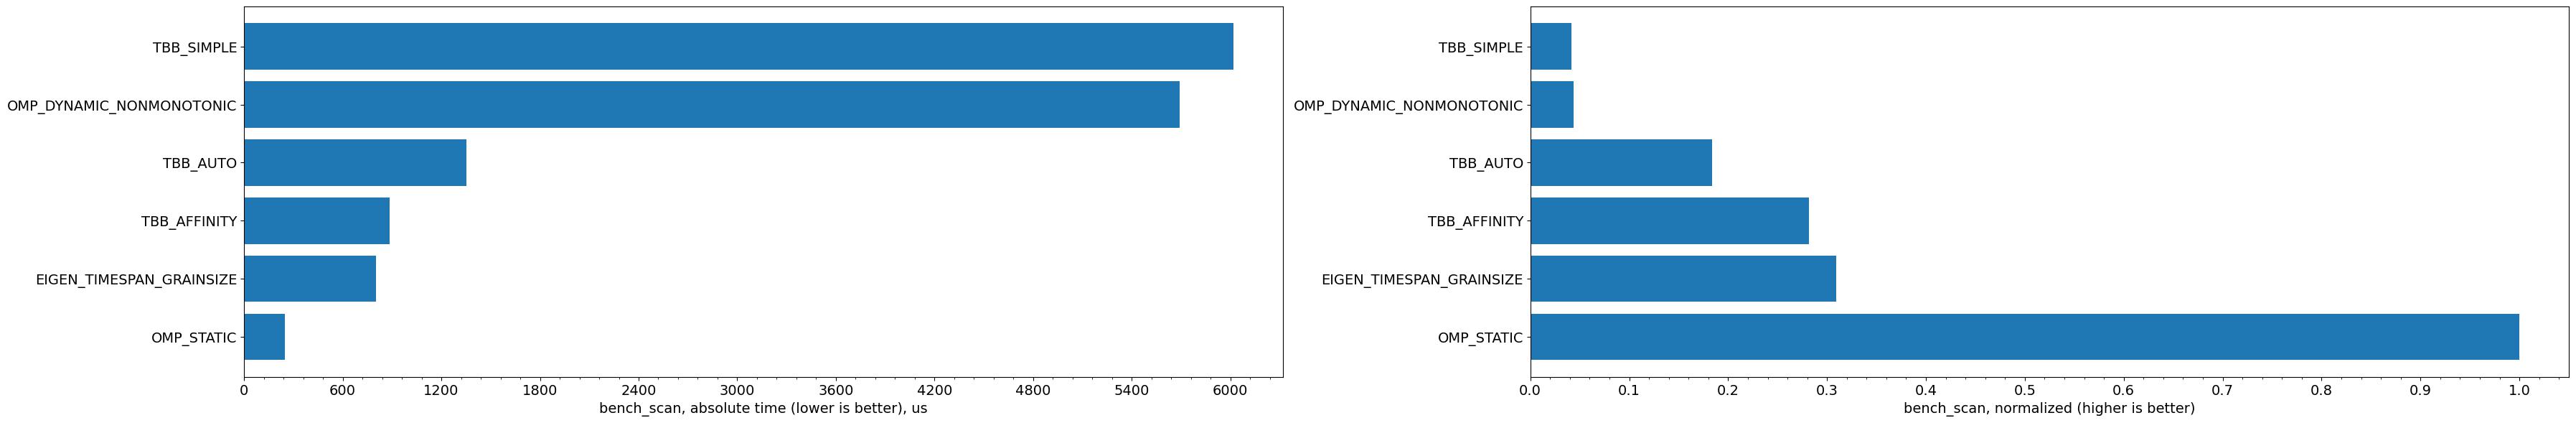 TBB_SIMPLE
OMP_DYNAMIC_NONMONOTONIC
TBB_AUTO
TBB_AFFINITY
EIGEN_TIMESPAN_GRAINSIZE
OMP_STATIC
0 600 1200 1800 2400 3000 3600 4200 4800 5400 6000
bench_scan, absolute time (lower is better), us
TBB_SIMPLE
OMP_DYNAMIC_NONMONOTONIC
TBB_AUTO
TBB_AFFINITY
EIGEN_TIMESPAN_GRAINSIZE
OMP_STATIC
0.0 0.1 0.2 0.3 0.4 0.5 0.6 0.7 0.8 0.9 1.0
bench_scan, normalized (higher is better)